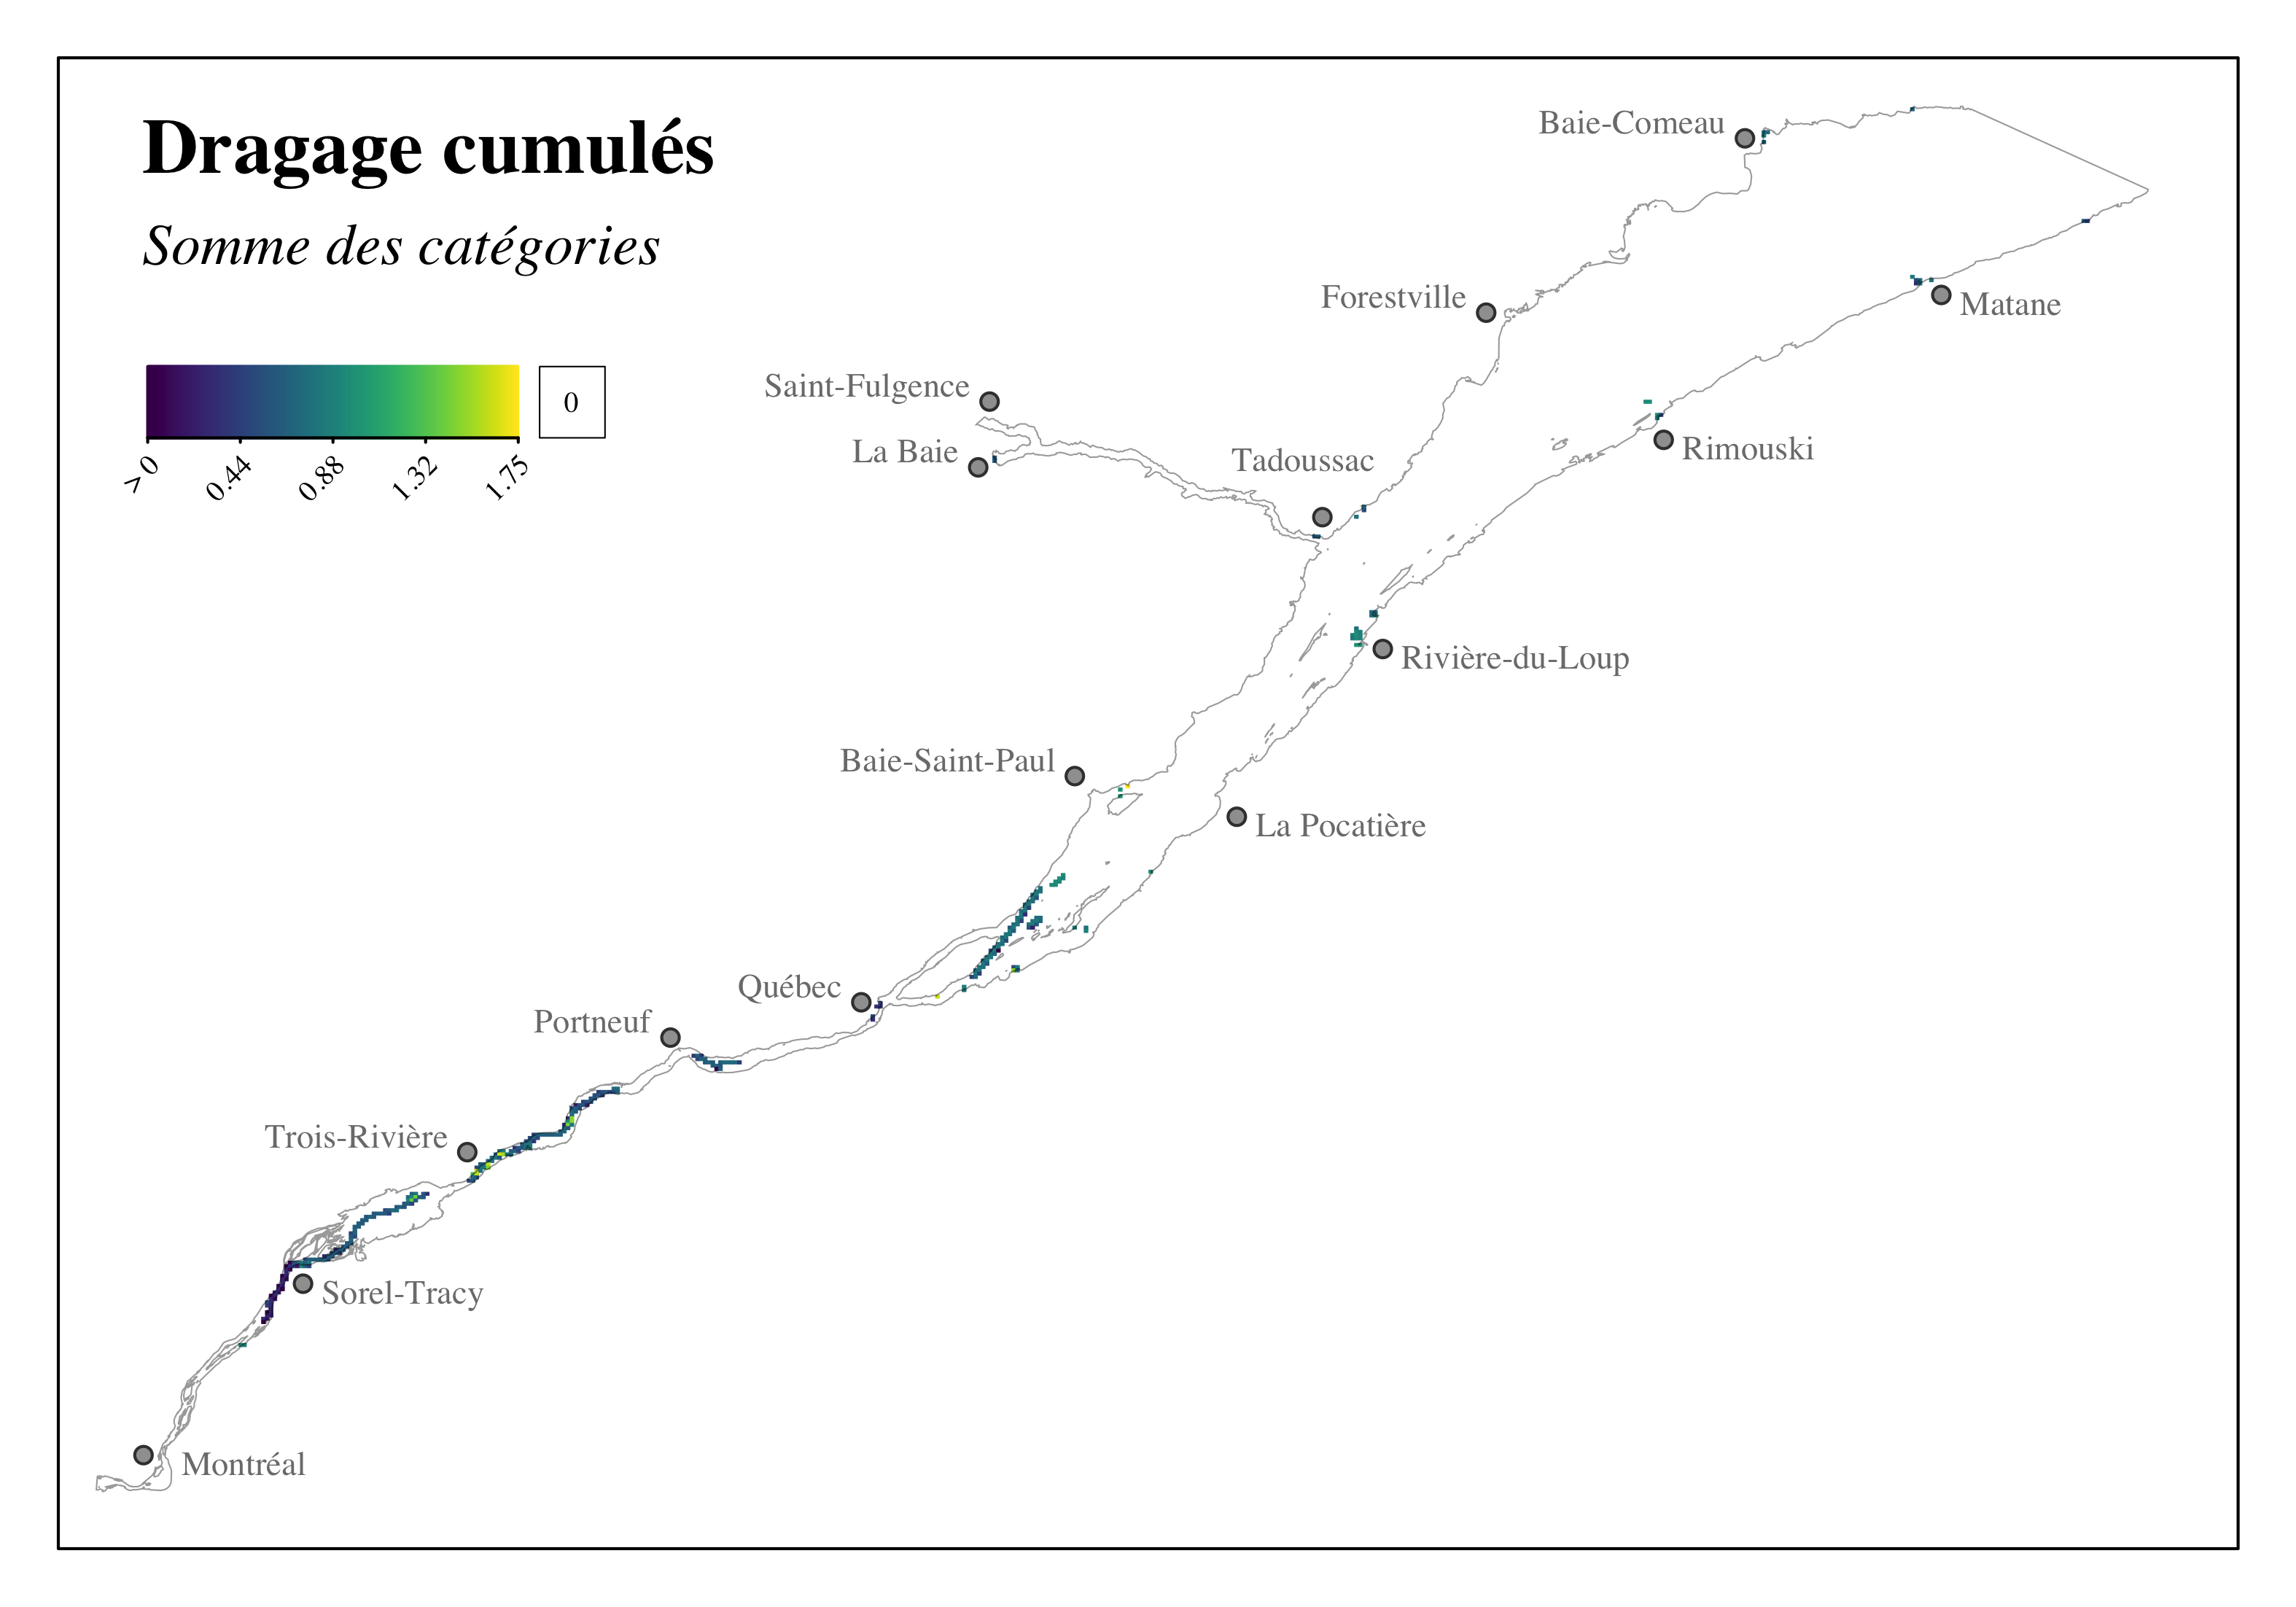 Dragage cumulés
Somme des catégories
> 0
0.44
0.88
1.32
1.75
0
Baie-Comeau
Forestville
Matane
Saint-Fulgence
La Baie
Tadoussac
Rimouski
Rivière-du-Loup
Baie-Saint-Paul
La Pocatière
Québec
Portneuf
Trois-Rivière
Sorel-Tracy
Montréal